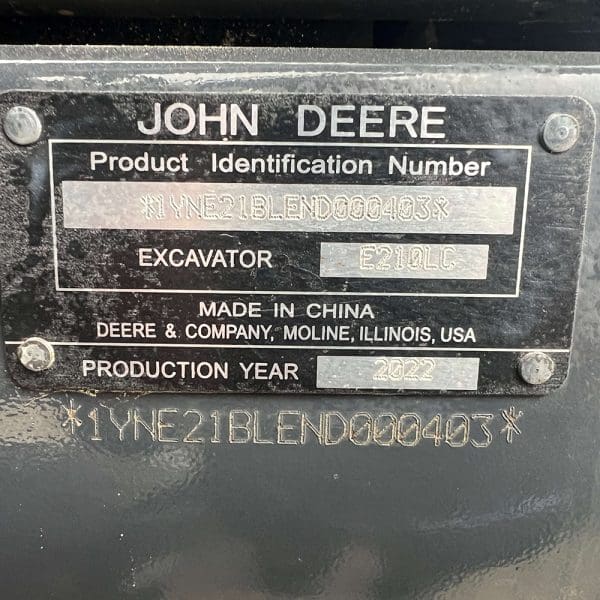 JOHN DEERE
Product Identification Number
*1YNE21BLEND000403*
EXCAVATOR E210LC
MADE IN CHINA
DEERE & COMPANY, MOLINE, ILLINOIS, USA
PRODUCTION YEAR 2022
*1YNE21BLEND000403*